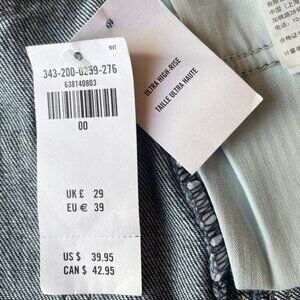 NVT
343-200-0299-276
638140803
00
UK £ 29
EU € 39
US $ 39.95
CAN $ 42.95
ULTRA HIGH-RISE
TAILLE ULTRA HAUTE